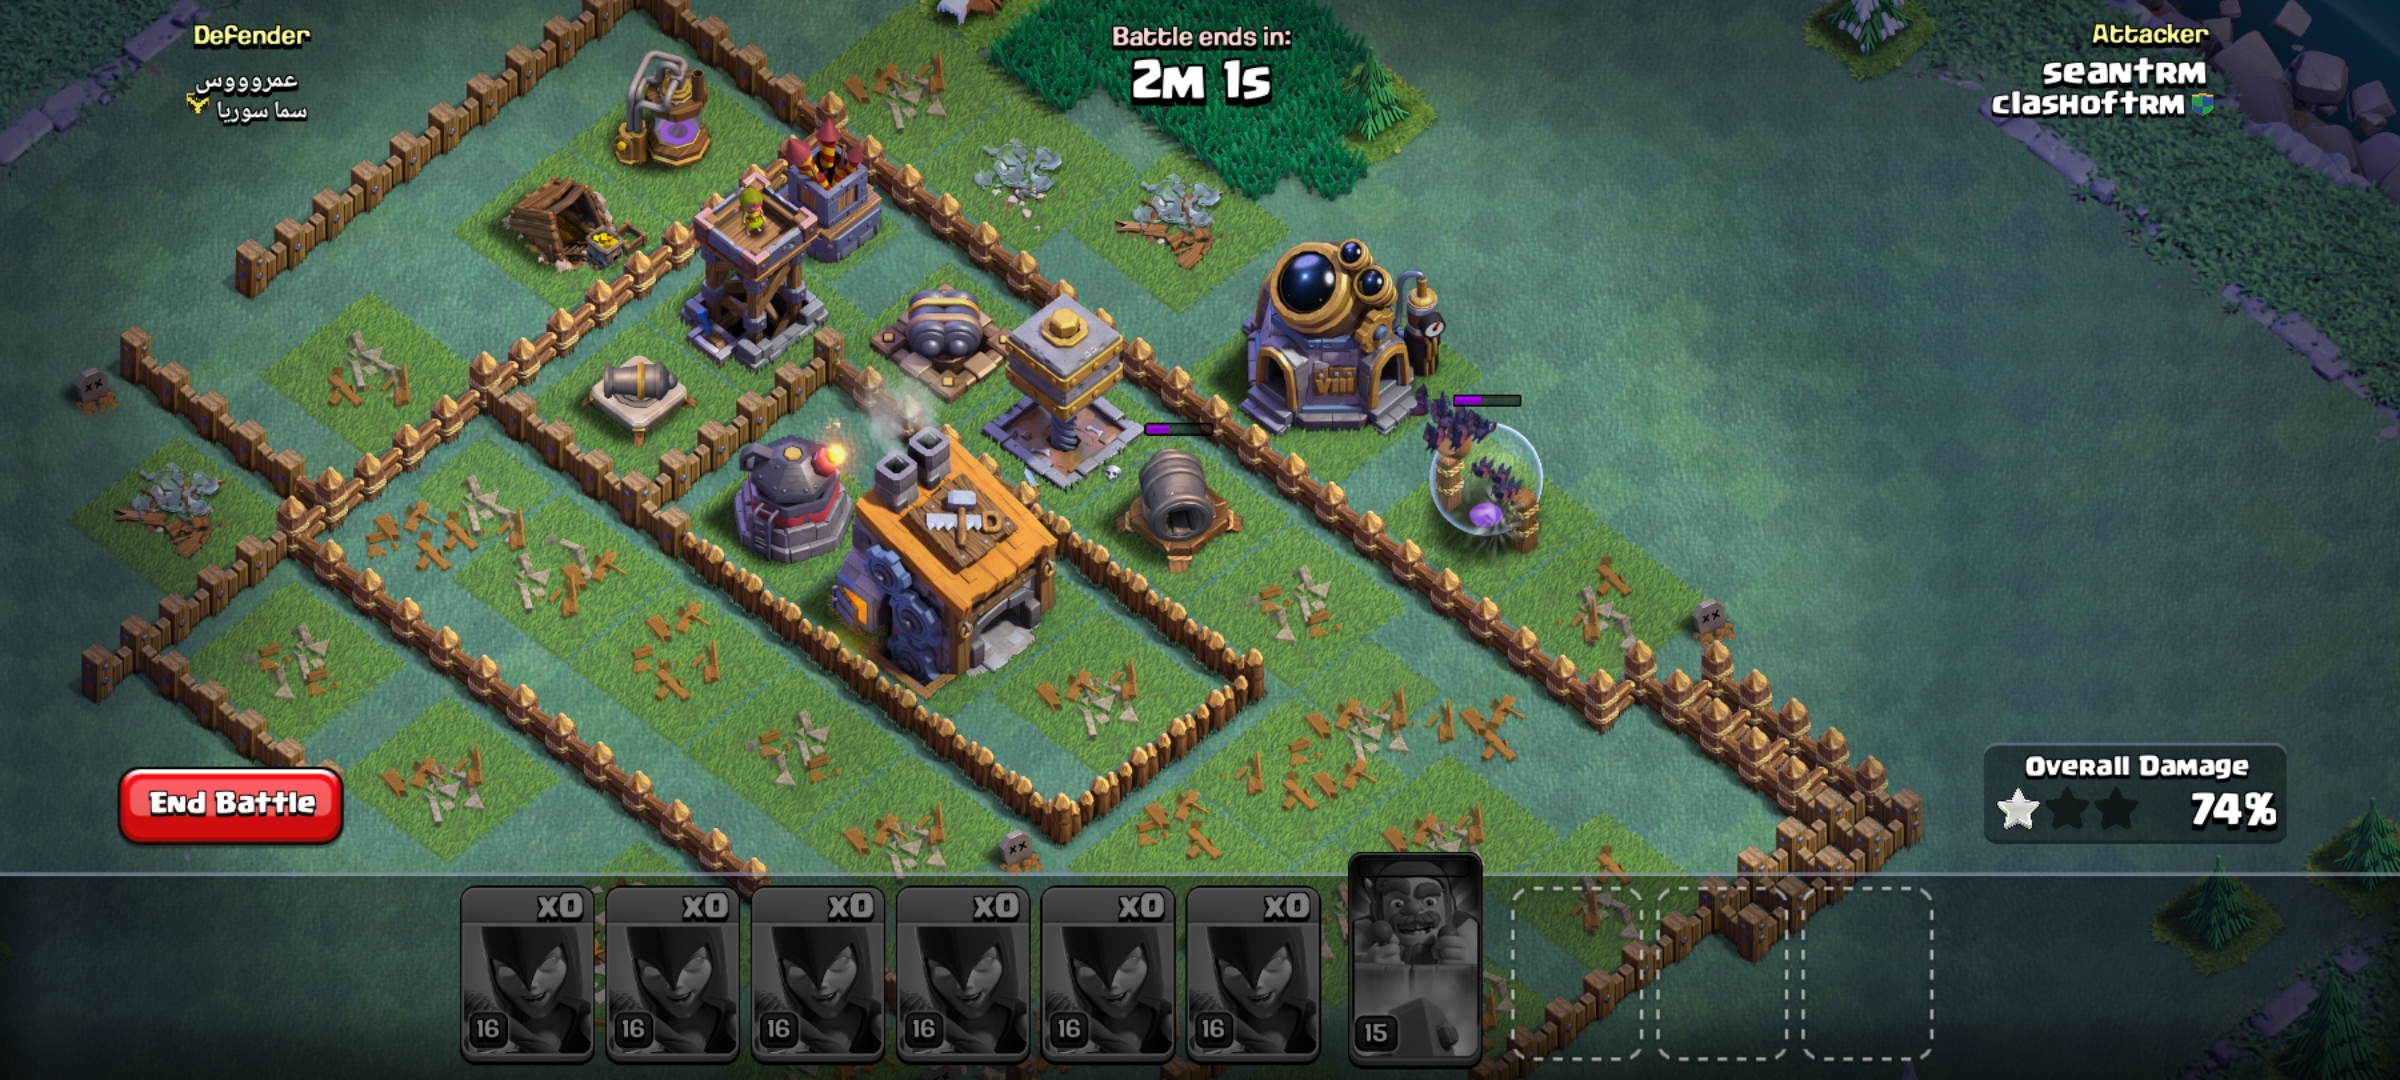 Defender
عمروووس
سما سوريا
Battle ends in:
2M 1s
Attacker
seantRM
clashoftRM
VIII
End Battle
Overall Damage
74%
x0
x0
x0
x0
x0
x0
16
16
16
16
16
16
15